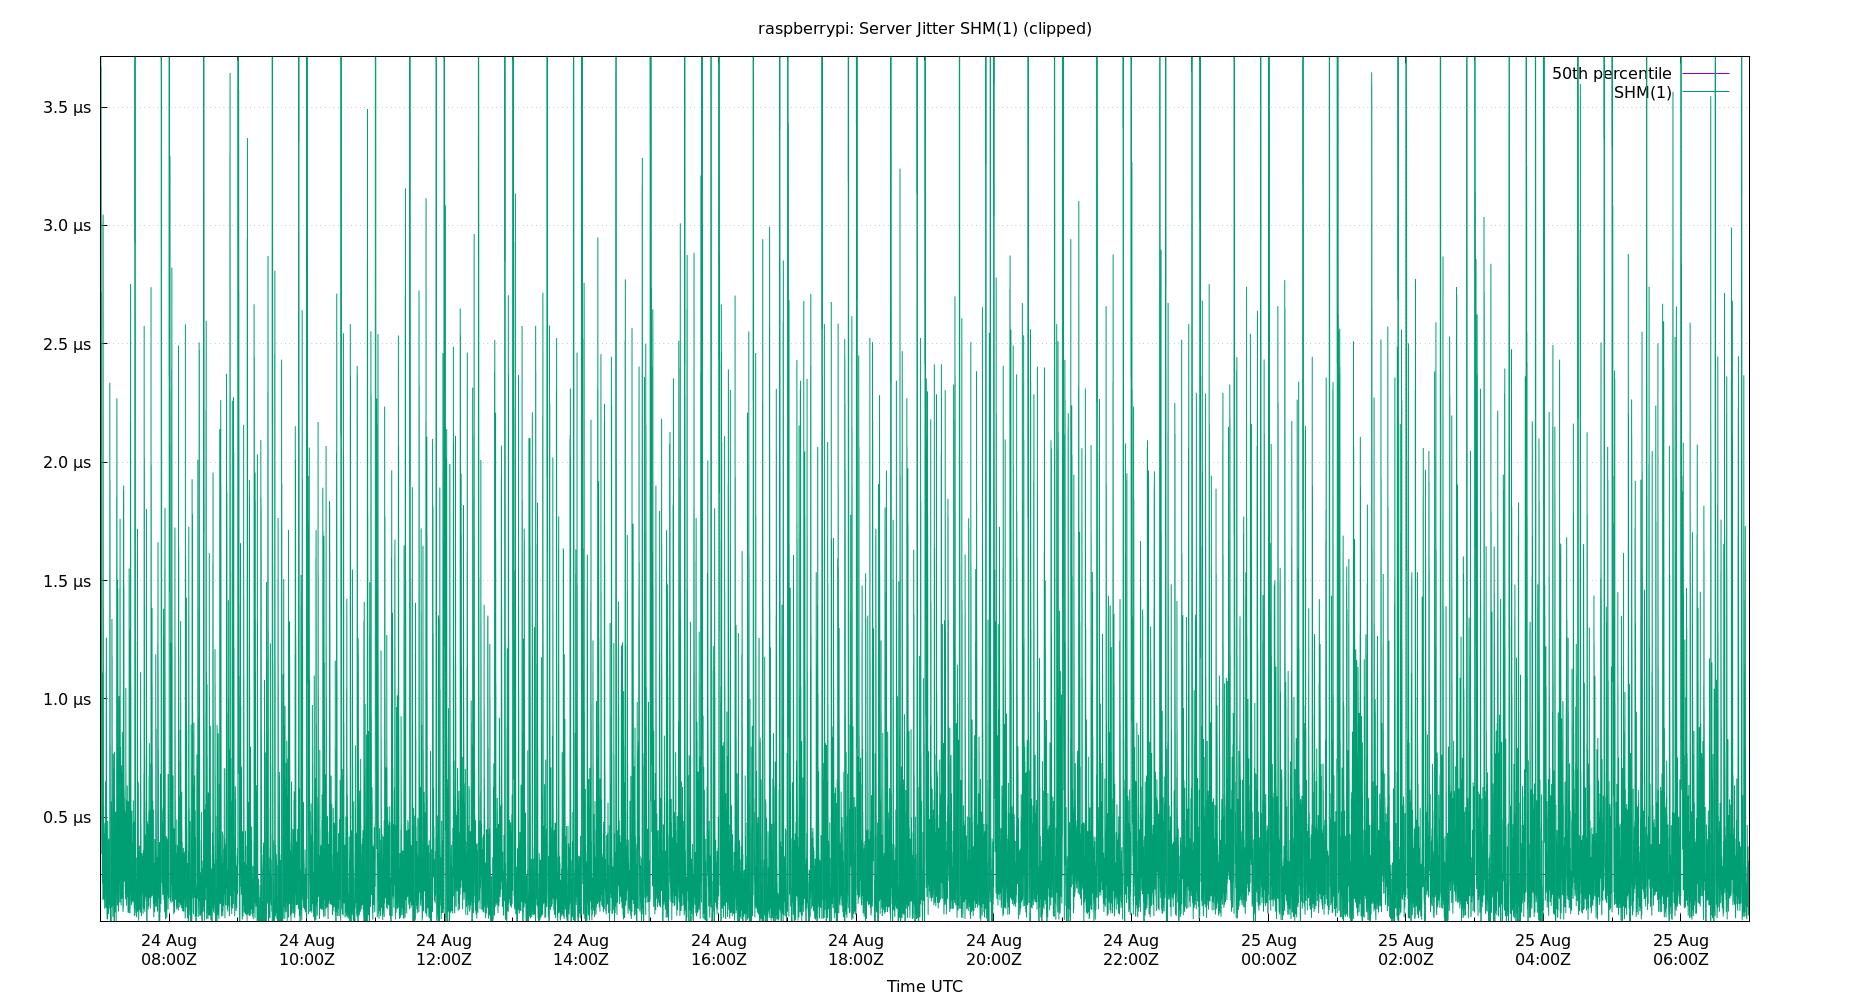 raspberrypi: Server Jitter SHM(1) (clipped)
50th percentile
SHM(1)
3.5 µs
3.0 µs
2.5 µs
2.0 µs
1.5 µs
1.0 µs
0.5 µs
24 Aug 24 Aug 24 Aug 24 Aug 24 Aug 24 Aug 24 Aug 24 Aug 25 Aug 25 Aug 25 Aug 25 Aug
08:00Z 10:00Z 12:00Z 14:00Z 16:00Z 18:00Z 20:00Z 22:00Z 00:00Z 02:00Z 04:00Z 06:00Z
Time UTC